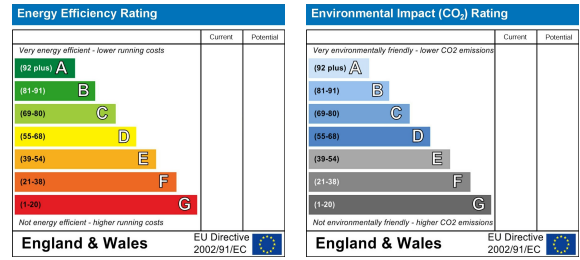 Energy Efficiency Rating
Current Potential
Very energy efficient - lower running costs
(92 plus) A
(81-91) B
(69-80) C
(55-68) D
(39-54) E
(21-38) F
(1-20) G
Not energy efficient - higher running costs
England & Wales
EU Directive
2002/91/EC
Environmental Impact (CO₂) Rating
Current Potential
Very environmentally friendly - lower CO2 emissions
(92 plus) A
(81-91) B
(69-80) C
(55-68) D
(39-54) E
(21-38) F
(1-20) G
Not environmentally friendly - higher CO2 emissions
England & Wales
EU Directive
2002/91/EC